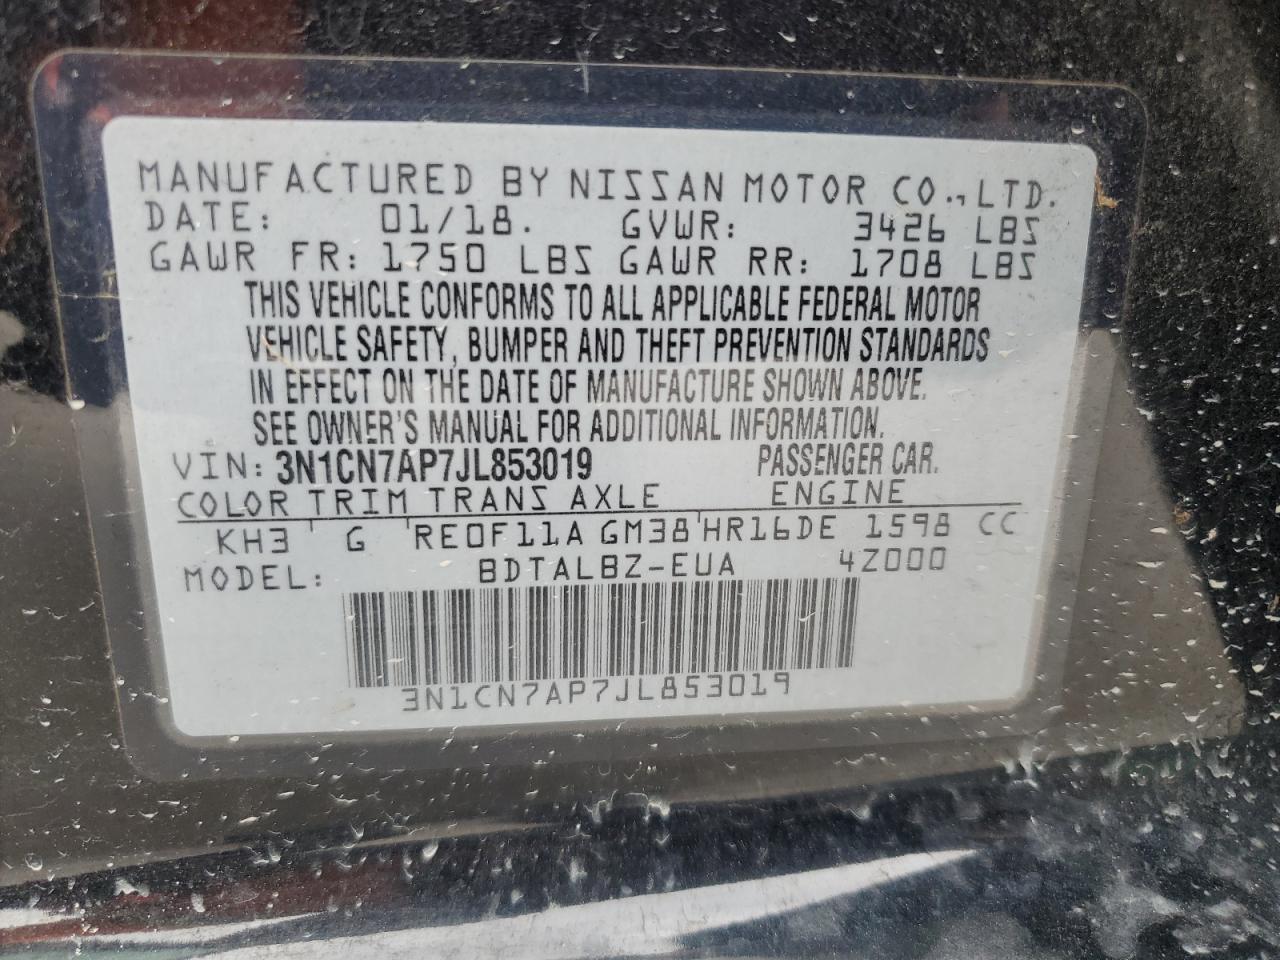 MANUFACTURED BY NISSAN MOTOR CO., LTD.
DATE: 01/18. GVWR: 3426 LBS
GAWR FR: 1750 LBS GAWR RR: 1708 LBS
THIS VEHICLE CONFORMS TO ALL APPLICABLE FEDERAL MOTOR
VEHICLE SAFETY, BUMPER AND THEFT PREVENTION STANDARDS
IN EFFECT ON THE DATE OF MANUFACTURE SHOWN ABOVE.
SEE OWNER'S MANUAL FOR ADDITIONAL INFORMATION.
VIN: 3N1CN7AP7JL853019 PASSENGER CAR.
COLOR TRIM TRANS AXLE ENGINE
KH3 G RE0F11A GM38 HR16DE 1598 CC
MODEL: BDTALBZ-EUA 4Z000
3N1CN7AP7JL853019